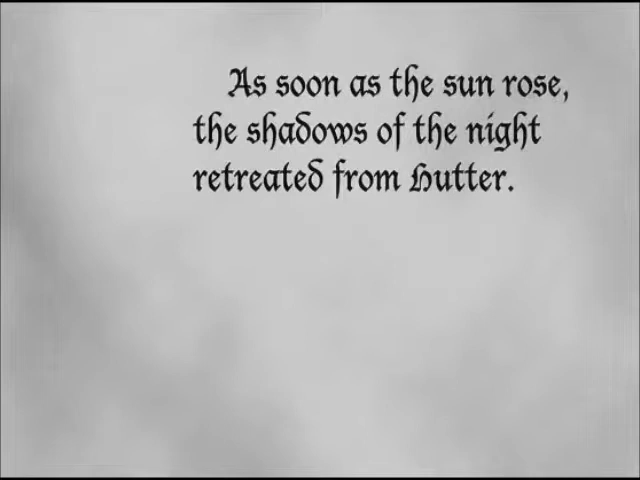 As soon as the sun rose,
the shadows of the night
retreated from Hutter.